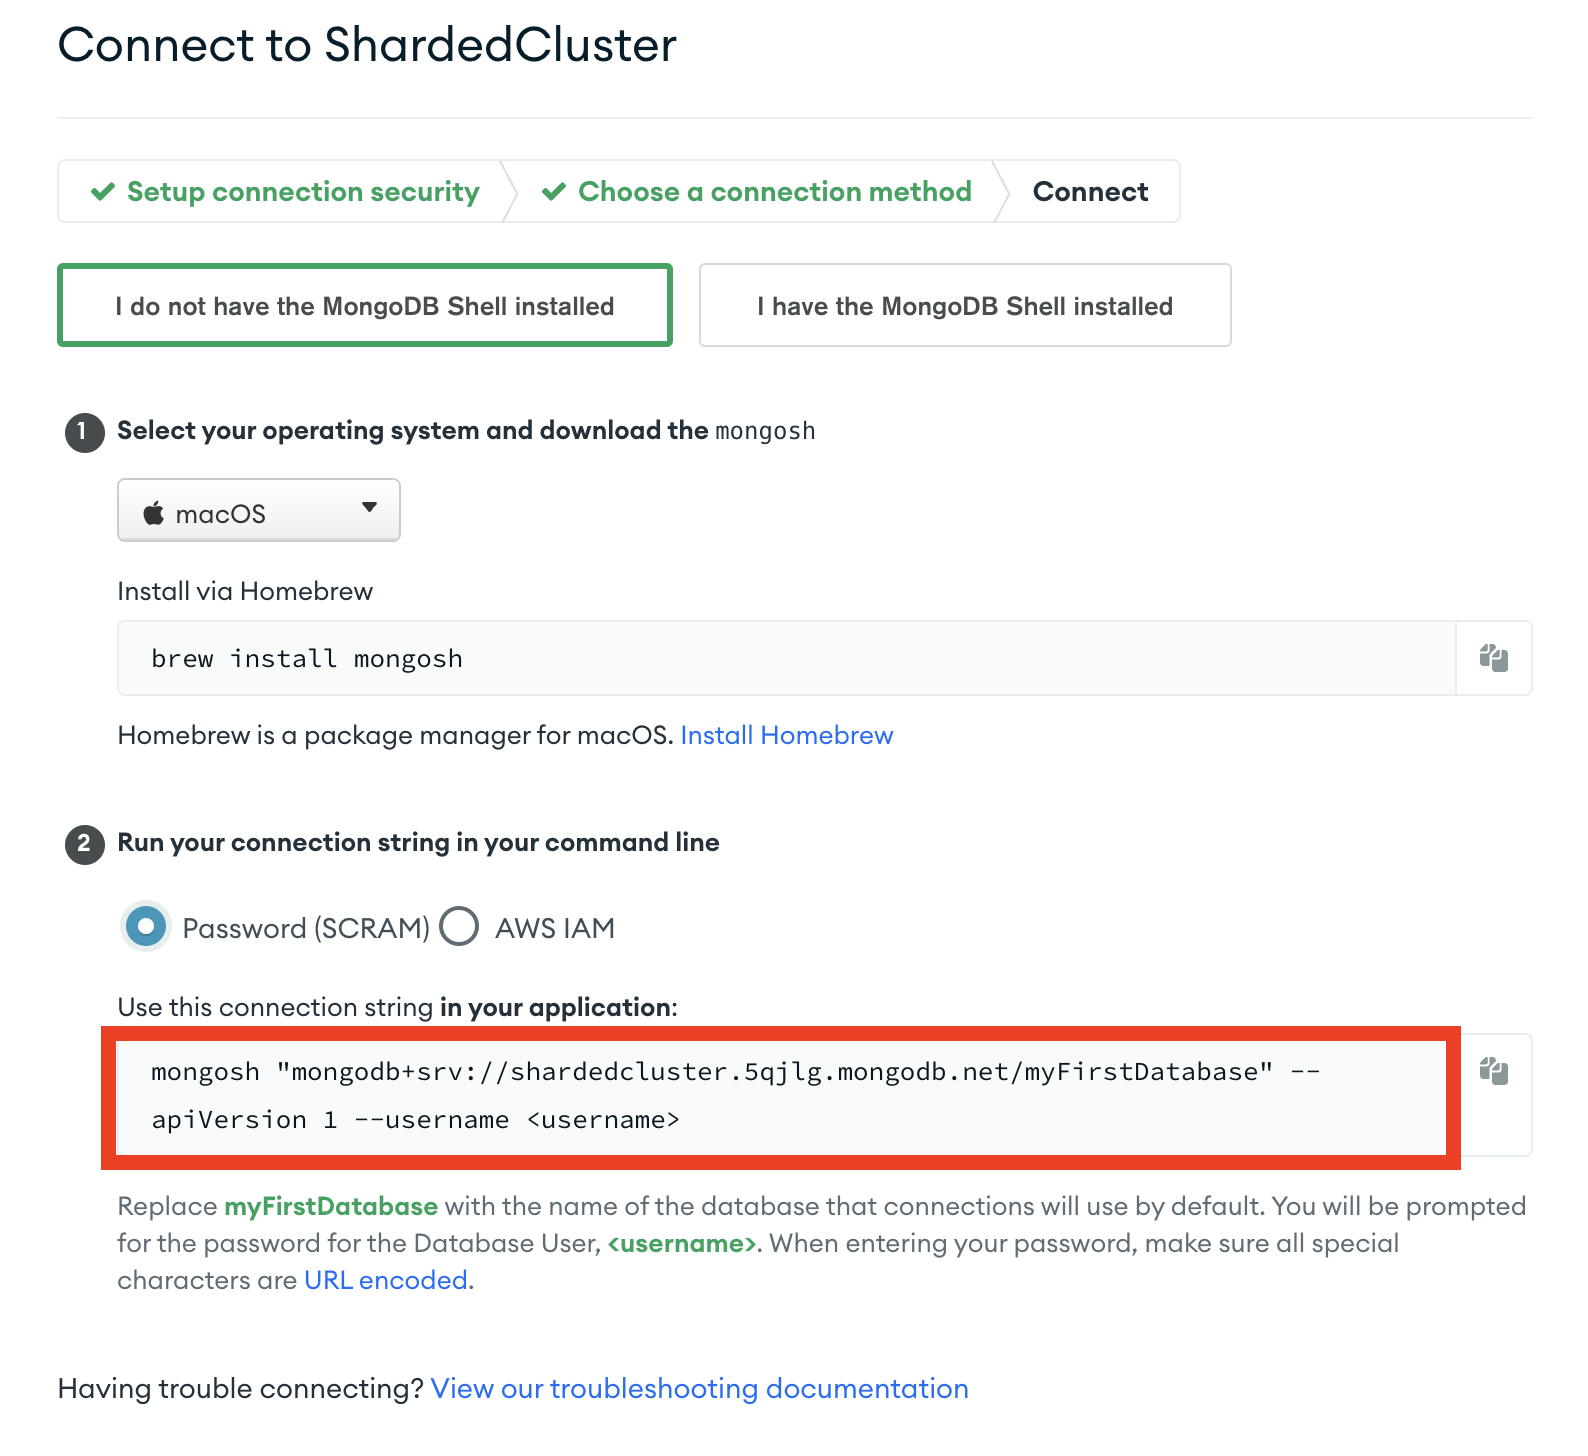 Connect to ShardedCluster
Setup connection security
Choose a connection method
Connect
I do not have the MongoDB Shell installed
I have the MongoDB Shell installed
1 Select your operating system and download the mongosh
macOS
Install via Homebrew
brew install mongosh
Homebrew is a package manager for macOS. Install Homebrew
2 Run your connection string in your command line
Password (SCRAM) AWS IAM
Use this connection string in your application:
mongosh "mongodb+srv://shardedcluster.5qjlg.mongodb.net/myFirstDatabase" --
apiVersion 1 --username <username>
Replace myFirstDatabase with the name of the database that connections will use by default. You will be prompted
for the password for the Database User, <username>. When entering your password, make sure all special
characters are URL encoded.
Having trouble connecting? View our troubleshooting documentation